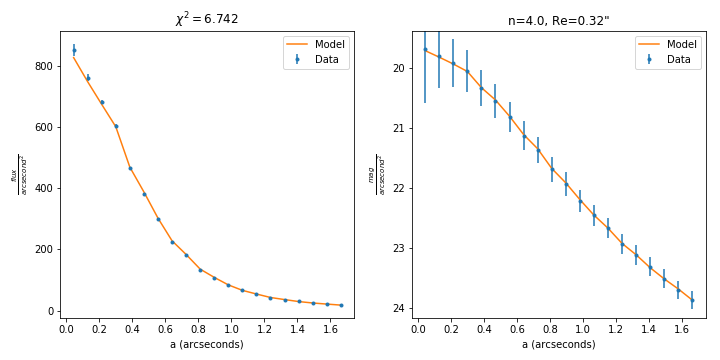 χ² = 6.742
Model
Data
800
600
400
200
0
flux
arcsecond²
0.0 0.2 0.4 0.6 0.8 1.0 1.2 1.4 1.6
a (arcseconds)
n=4.0, Re=0.32"
Model
Data
20
21
22
23
24
mag
arcsecond²
0.0 0.2 0.4 0.6 0.8 1.0 1.2 1.4 1.6
a (arcseconds)